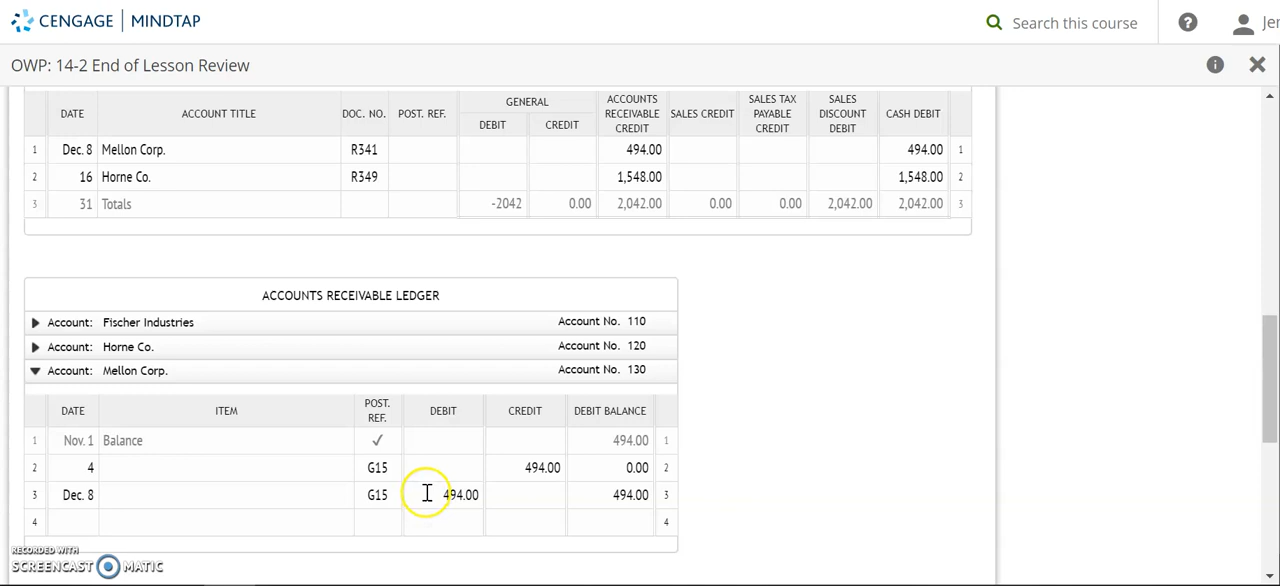 CENGAGE | MINDTAP
Search this course
?
Jer
OWP: 14-2 End of Lesson Review
i
DATE ACCOUNT TITLE DOC. NO. POST. REF. GENERAL DEBIT CREDIT ACCOUNTS RECEIVABLE CREDIT SALES CREDIT SALES TAX PAYABLE CREDIT SALES DISCOUNT DEBIT CASH DEBIT
1 Dec. 8 Mellon Corp. R341 494.00 494.00 1
2 16 Horne Co. R349 1,548.00 1,548.00 2
3 31 Totals -2042 0.00 2,042.00 0.00 0.00 2,042.00 2,042.00 3
ACCOUNTS RECEIVABLE LEDGER
Account: Fischer Industries Account No. 110
Account: Horne Co. Account No. 120
Account: Mellon Corp. Account No. 130
DATE ITEM POST. REF. DEBIT CREDIT DEBIT BALANCE
1 Nov. 1 Balance ✓ 494.00 1
2 4 G15 494.00 0.00 2
3 Dec. 8 G15 494.00 494.00 3
4 4
RECORDED WITH
SCREENCAST MATIC